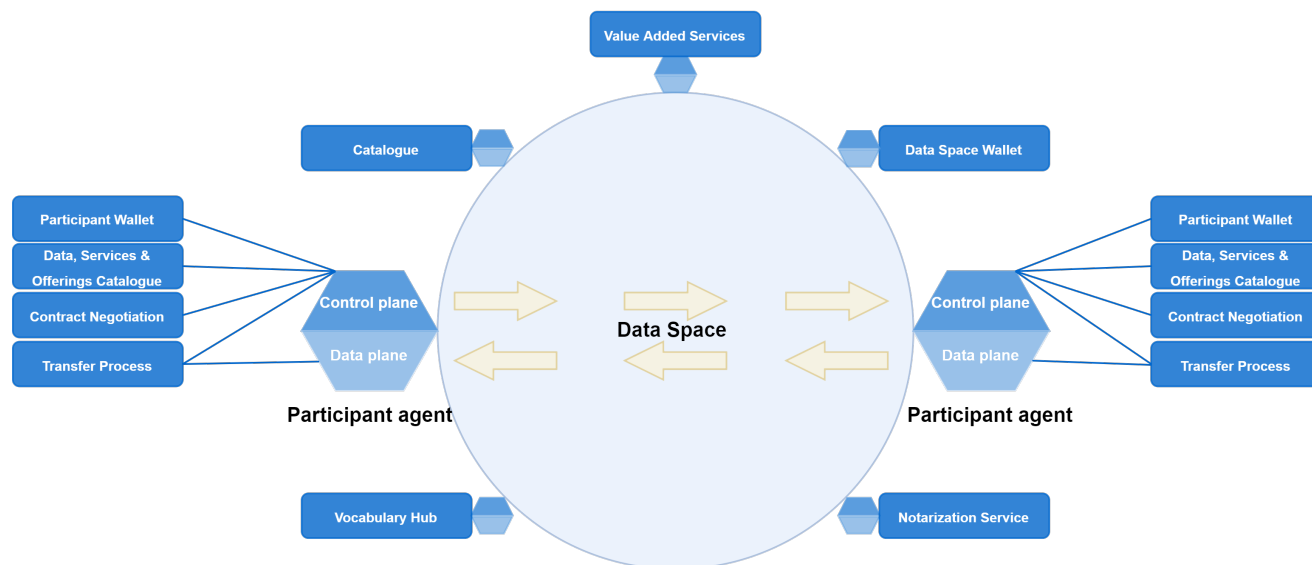 Value Added Services
Catalogue
Data Space Wallet
Participant Wallet
Data, Services &
Offerings Catalogue
Contract Negotiation
Transfer Process
Control plane
Data plane
Participant agent
Data Space
Control plane
Data plane
Participant agent
Participant Wallet
Data, Services &
Offerings Catalogue
Contract Negotiation
Transfer Process
Vocabulary Hub
Notarization Service